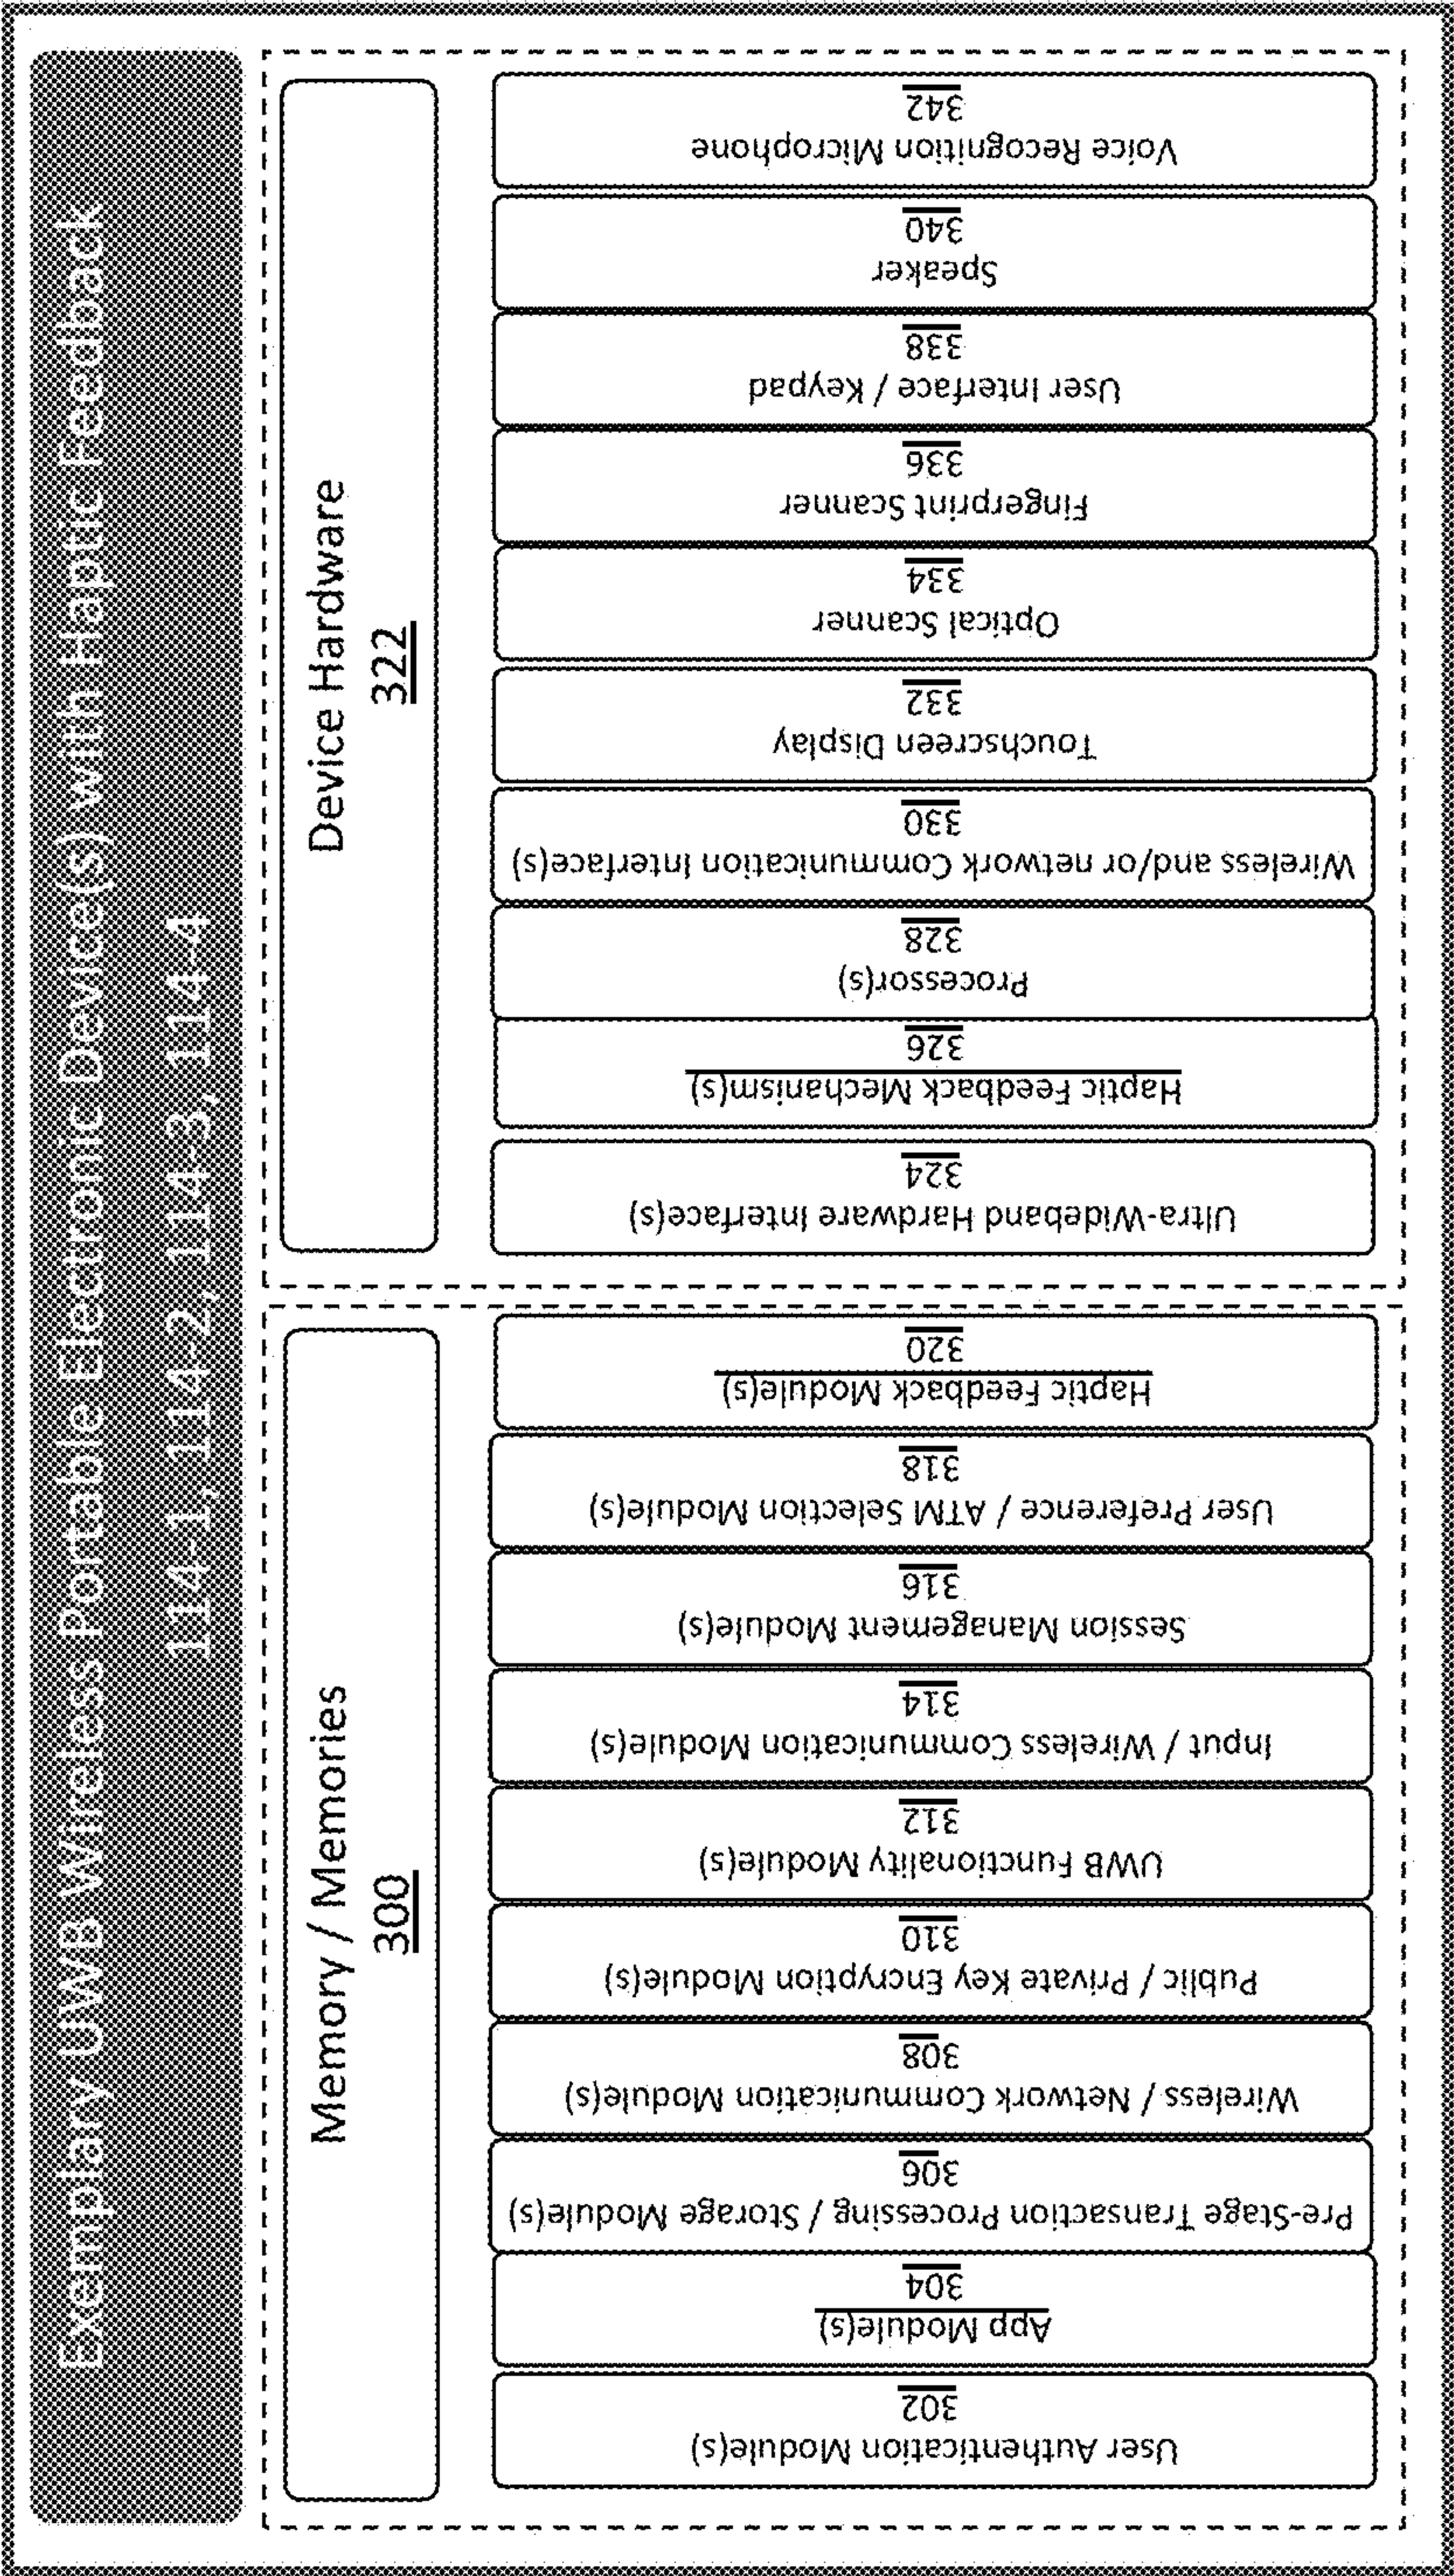 Exemplary UWB Wireless Portable Electronic Device(s) with Haptic Feedback
114-1, 114-2, 114-3, 114-4
Memory / Memories
300
User Authentication Module(s)
302
App Module(s)
304
Pre-Stage Transaction Processing / Storage Module(s)
306
Wireless / Network Communication Module(s)
308
Public / Private Key Encryption Module(s)
310
UWB Functionality Module(s)
312
Input / Wireless Communication Module(s)
314
Session Management Module(s)
316
User Preference / ATM Selection Module(s)
318
Haptic Feedback Module(s)
320
Device Hardware
322
Ultra-Wideband Hardware Interface(s)
324
Haptic Feedback Mechanism(s)
326
Processor(s)
328
Wireless and/or network Communication Interface(s)
330
Touchscreen Display
332
Optical Scanner
334
Fingerprint Scanner
336
User Interface / Keypad
338
Speaker
340
Voice Recognition Microphone
342